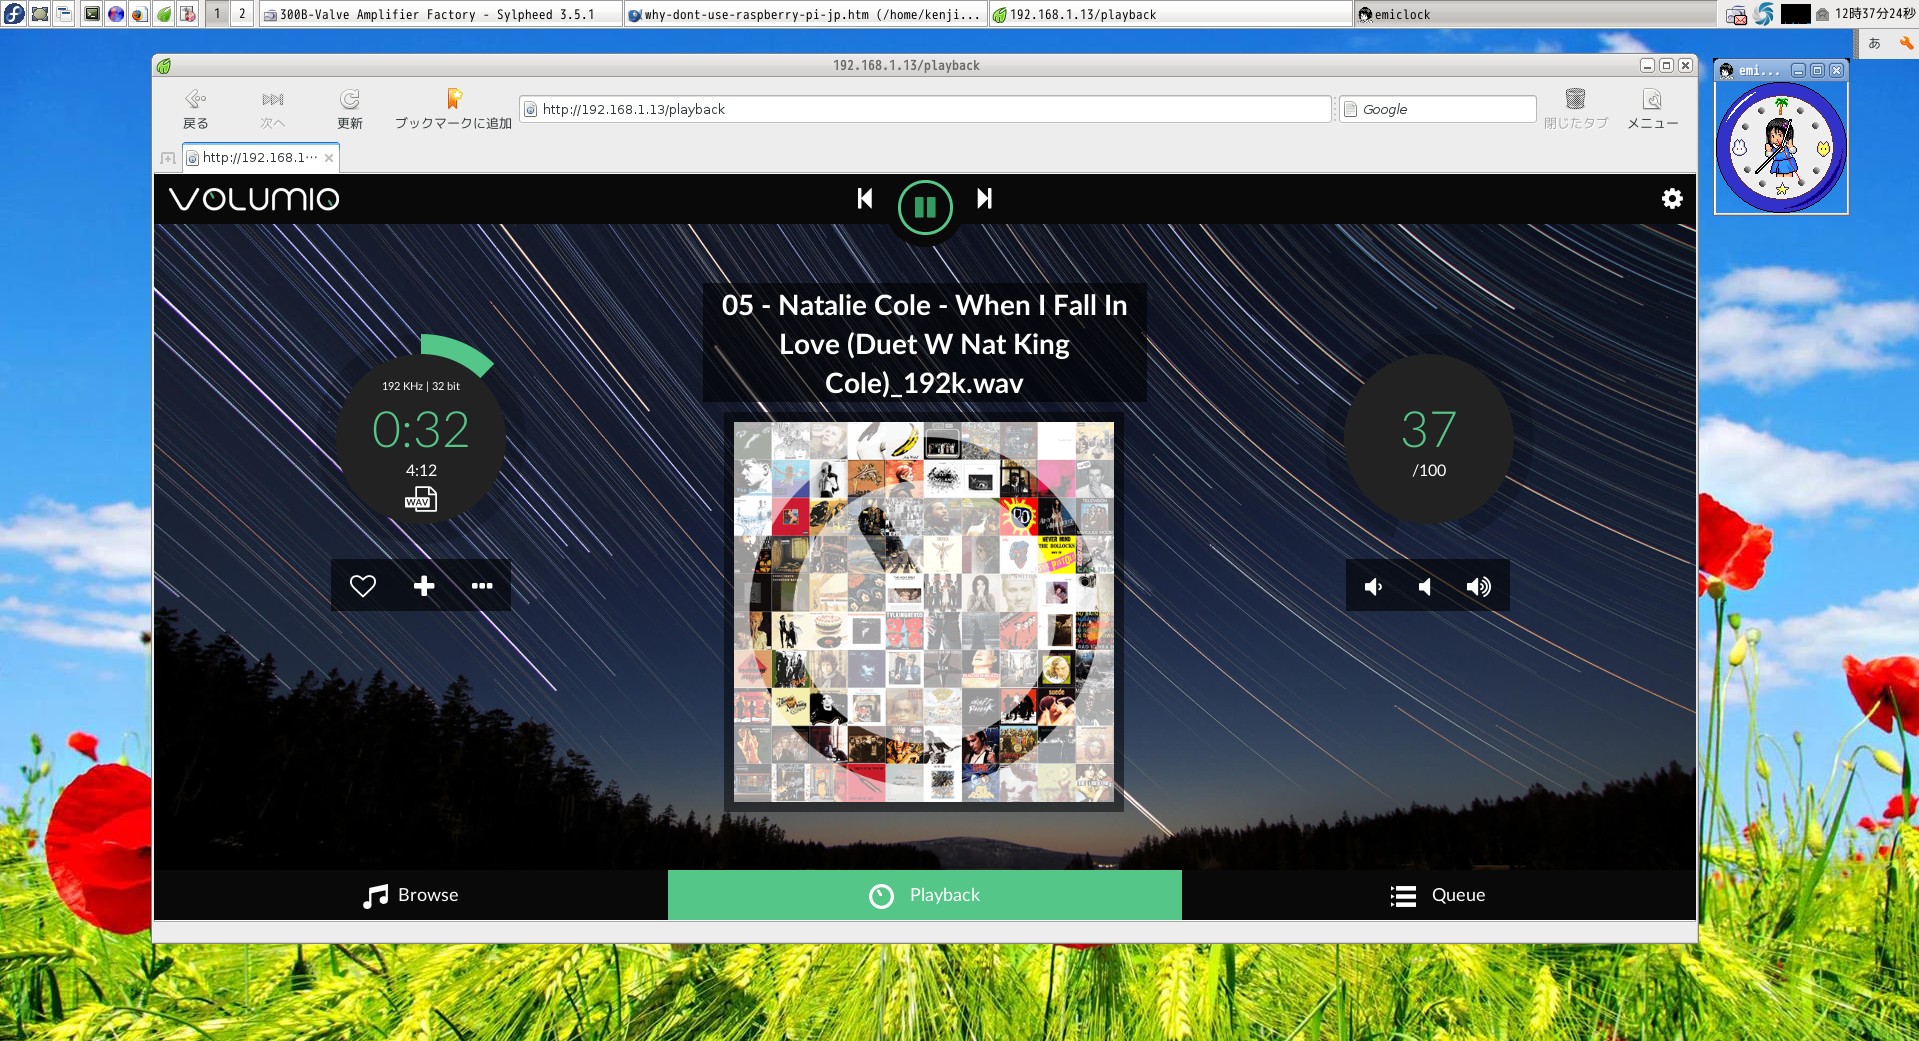 1
2
300B-Valve Amplifier Factory - Sylpheed 3.5.1
why-dont-use-raspberry-pi-jp.htm (/home/kenji...
192.168.1.13/playback
emiclock
12時37分24秒
あ
192.168.1.13/playback
emi...
戻る
次へ
更新
ブックマークに追加
http://192.168.1.13/playback
Google
閉じたタブ
メニュー
http://192.168.1···
VOLUMIO
05 - Natalie Cole - When I Fall In
Love (Duet W Nat King
Cole)_192k.wav
192 KHz | 32 bit
0:32
4:12
WAV
37
/100
NEVER MIND
THE BOLLOCKS
suede
Browse
Playback
Queue